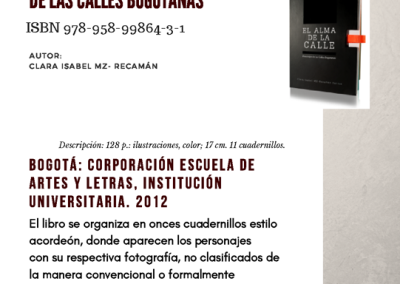 DE LAS CALLES BOGOTANAS
ISBN 978-958-99864-3-1
EL ALMA
DE LA
CALLE
AUTOR:
CLARA ISABEL MZ- RECAMÁN
Descripción: 128 p.: ilustraciones, color; 17 cm. 11 cuadernillos.
BOGOTÁ: CORPORACIÓN ESCUELA DE
ARTES Y LETRAS, INSTITUCIÓN
UNIVERSITARIA. 2012
El libro se organiza en onces cuadernillos estilo
acordeón, donde aparecen los personajes
con su respectiva fotografía, no clasificados de
la manera convencional o formalmente